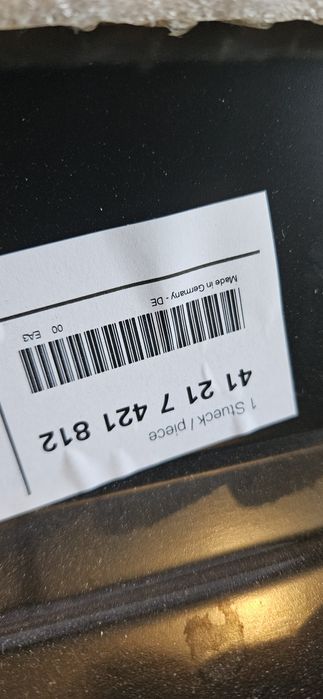 1 Stueck / piece
41 21 7 421 812
00 EA3
Made in Germany - DE